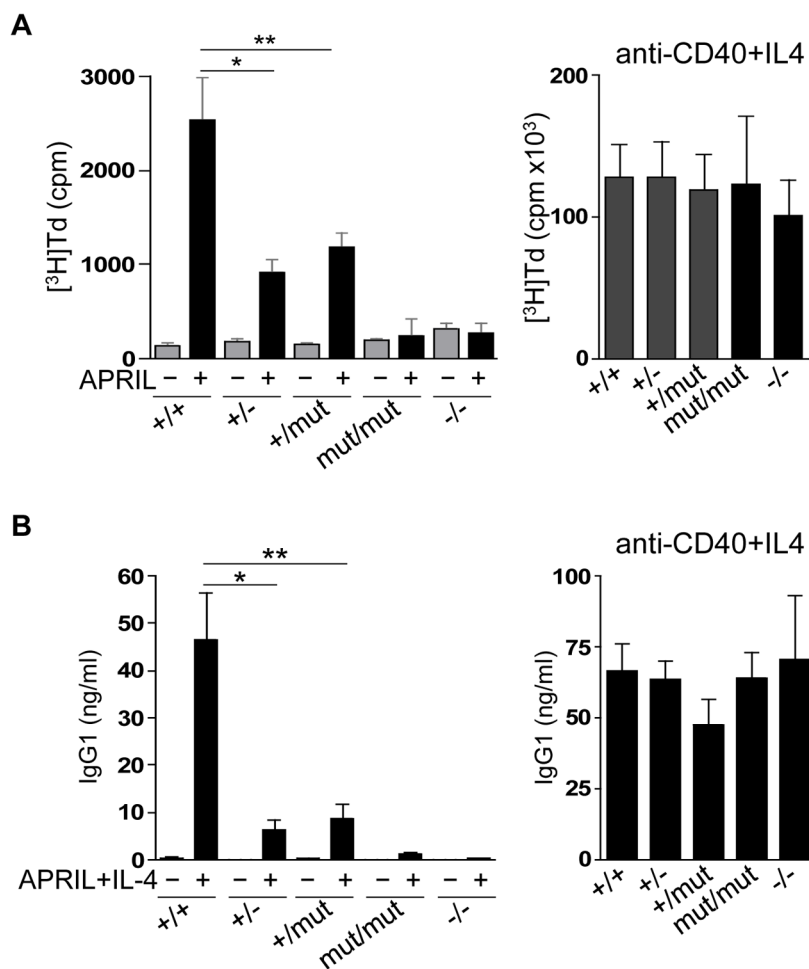 A
** 
*
3000
2000
1000
0
[³H]Td (cpm)
APRIL − + − + − + − + − +
+/+ +/- +/mut mut/mut -/-
anti-CD40+IL4
200
100
0
[³H]Td (cpm x10³)
+/+ +/- +/mut mut/mut -/-
B
**
*
60
50
40
30
20
10
0
IgG1 (ng/ml)
APRIL+IL-4 − + − + − + − + − +
+/+ +/- +/mut mut/mut -/-
anti-CD40+IL4
100
75
50
25
0
IgG1 (ng/ml)
+/+ +/- +/mut mut/mut -/-